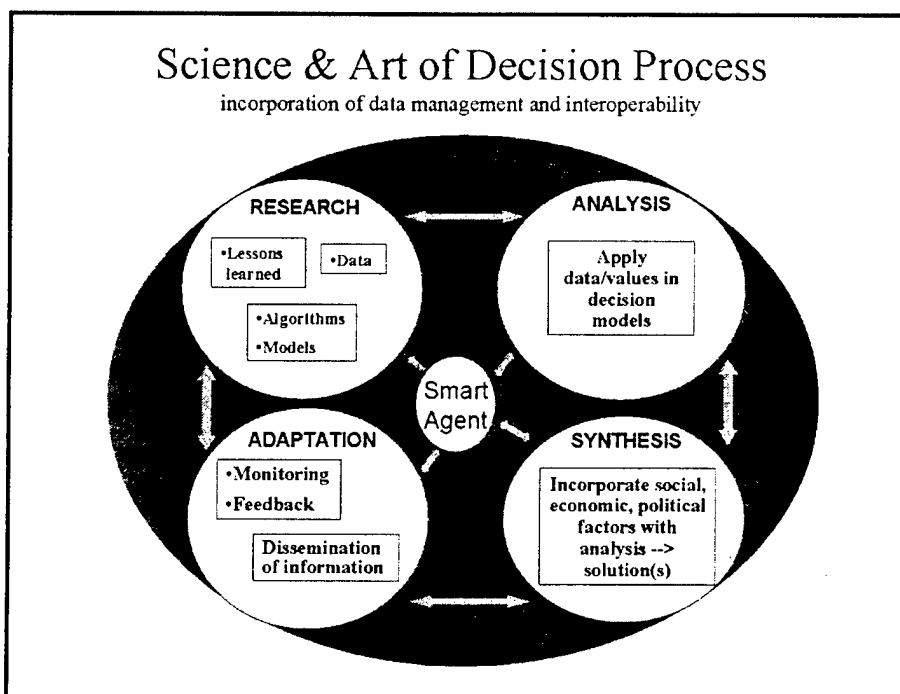 Science & Art of Decision Process
incorporation of data management and interoperability
RESEARCH
•Lessons
learned
•Data
•Algorithms
•Models
ANALYSIS
Apply
data/values in
decision
models
Smart
Agent
ADAPTATION
•Monitoring
•Feedback
Dissemination
of information
SYNTHESIS
Incorporate social,
economic, political
factors with
analysis -->
solution(s)